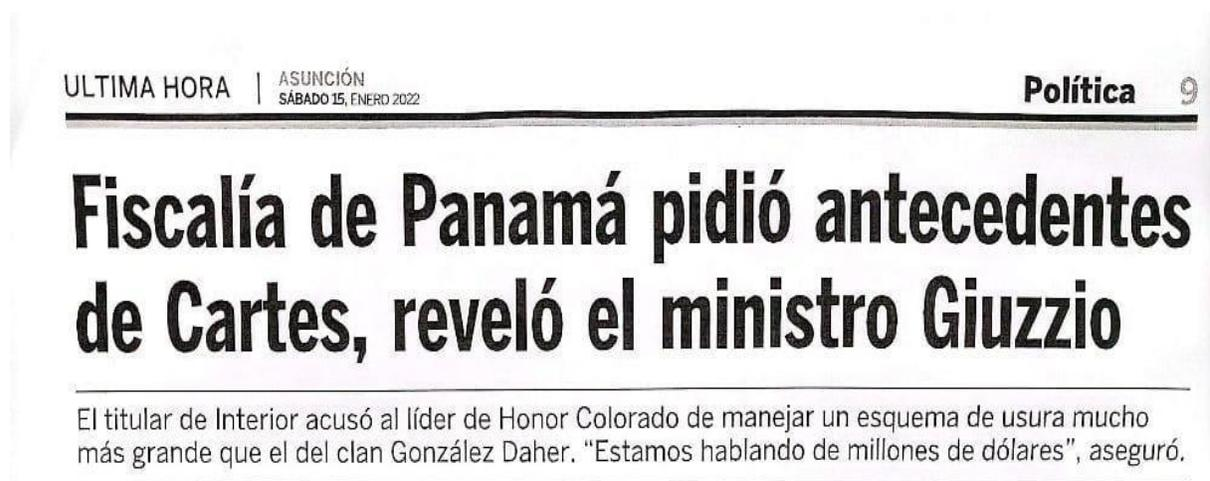 ULTIMA HORA | ASUNCIÓN
SÁBADO 15, ENERO 2022
Política 9
Fiscalía de Panamá pidió antecedentes
de Cartes, reveló el ministro Giuzzio
El titular de Interior acusó al líder de Honor Colorado de manejar un esquema de usura mucho
más grande que el del clan González Daher. “Estamos hablando de millones de dólares”, aseguró.